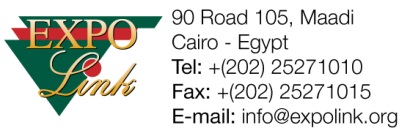 EXPO
Link
90 Road 105, Maadi
Cairo - Egypt
Tel: +(202) 25271010
Fax: +(202) 25271015
E-mail: info@expolink.org